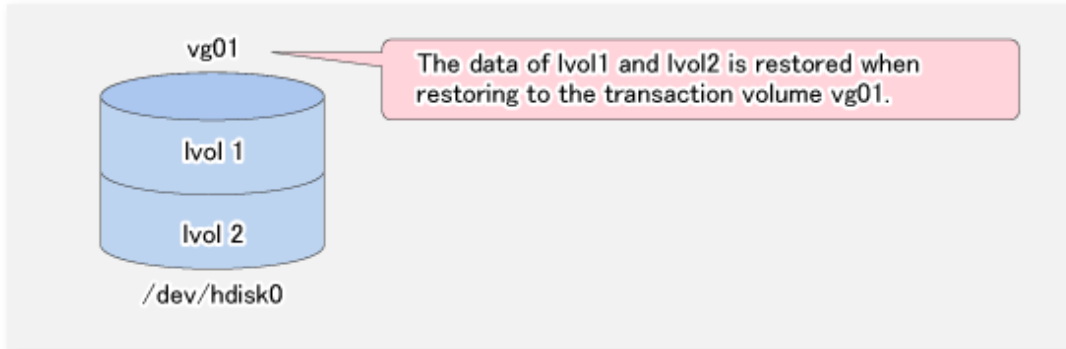 vg01
The data of lvol1 and lvol2 is restored when
restoring to the transaction volume vg01.
lvol 1
lvol 2
/dev/hdisk0